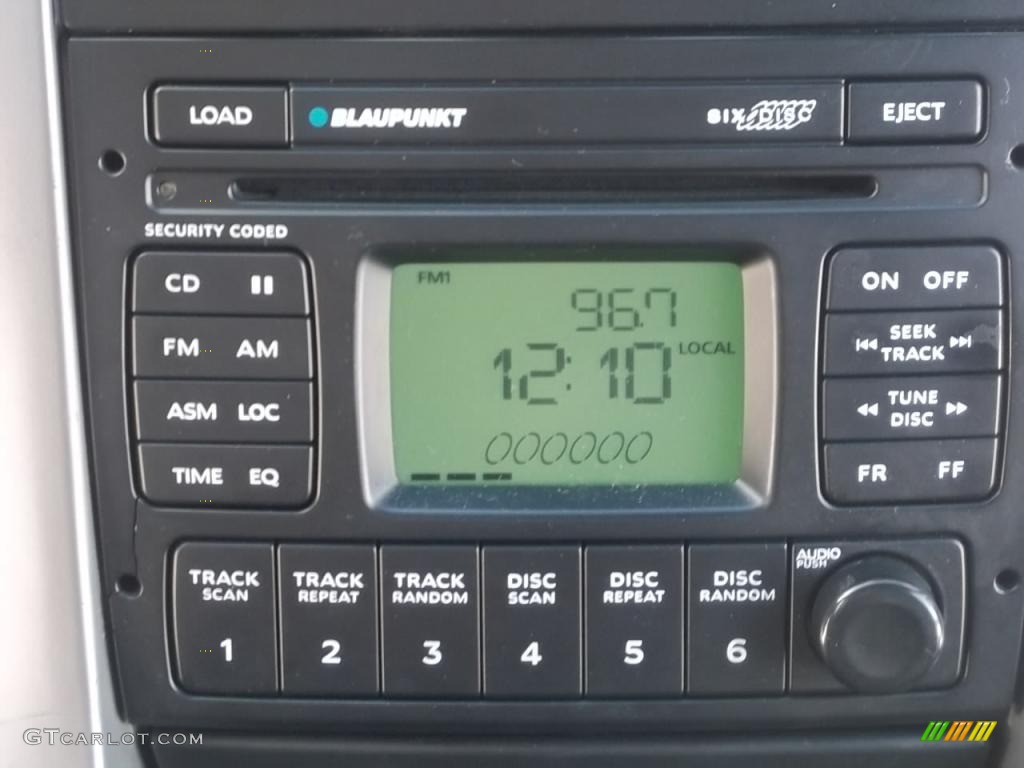 LOAD BLAUPUNKT SIX DISC EJECT
SECURITY CODED
CD
FM AM
ASM LOC
TIME EQ
FM1
96.7
12:10 LOCAL
000000
ON OFF
SEEK
TRACK
TUNE
DISC
FR FF
TRACK
SCAN
1
TRACK
REPEAT
2
TRACK
RANDOM
3
DISC
SCAN
4
DISC
REPEAT
5
DISC
RANDOM
6
AUDIO
PUSH
GTCARLOT.COM